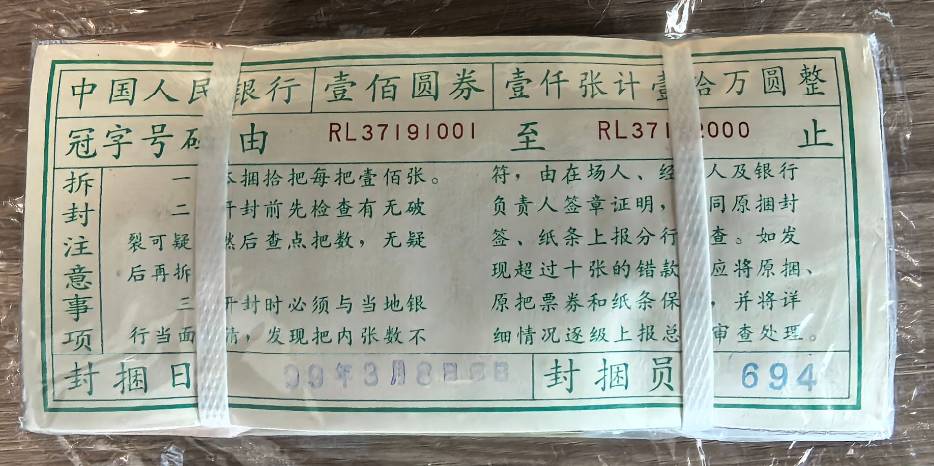 中国人民银行 壹佰圆券 壹仟张计壹拾万圆整
冠字号码由 RL37191001 至 RL371 2000 止
拆封注意事项
一 本捆拾把每把壹佰张。
二 开封前先检查有无破
裂可疑 然后查点把数，无疑
后再拆
三 开封时必须与当地银
行当面 清，发现把内张数不
符，由在场人、经 人及银行
负责人签章证明， 同原捆封
签、纸条上报分行 查。如发
现超过十张的错款 应将原捆、
原把票券和纸条保 ，并将详
细情况逐级上报总 审查处理。
封捆日 99年3月8日 封捆员 694